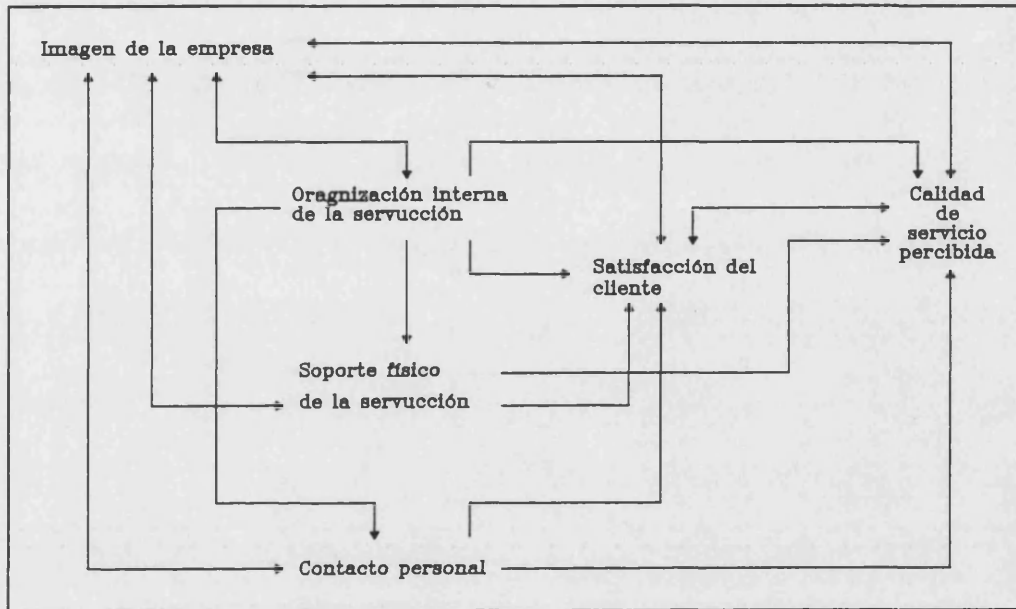 Imagen de la empresa
Oragnización interna
de la servucción
Calidad
de
servicio
percibida
Satisfacción del
cliente
Soporte físico
de la servucción
Contacto personal